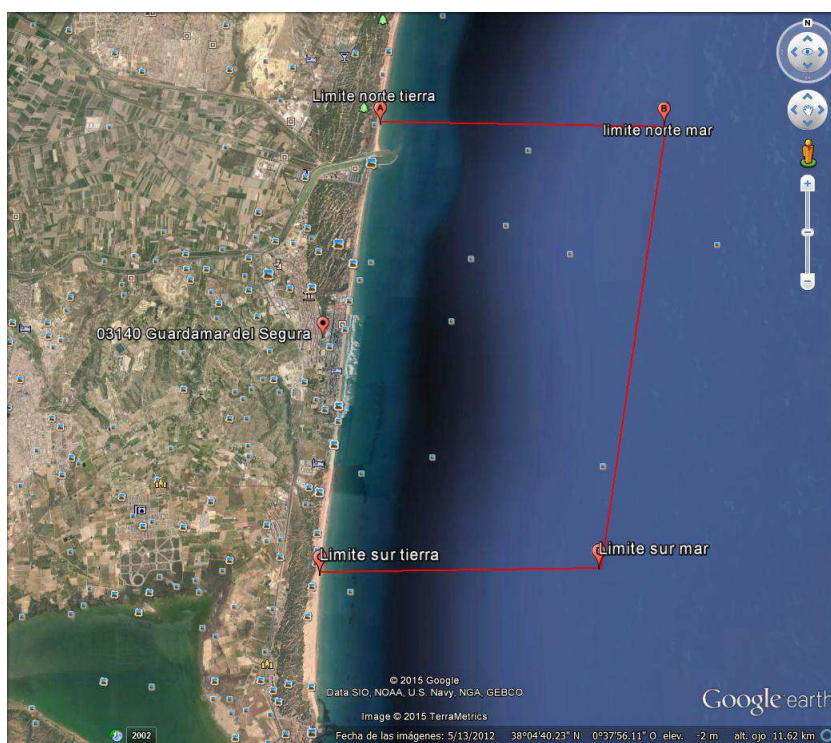 N
Limite norte tierra
A
B
limite norte mar
03140 Guardamar del Segura
Limite sur tierra
Limite sur mar
© 2015 Google
Data SIO, NOAA, U.S. Navy, NGA, GEBCO
Image © 2015 TerraMetrics
Google earth
2002
Fecha de las imágenes: 5/13/2012 38°04'40.23" N 0°37'56.11" O elev. -2 m alt. ojo 11.62 km